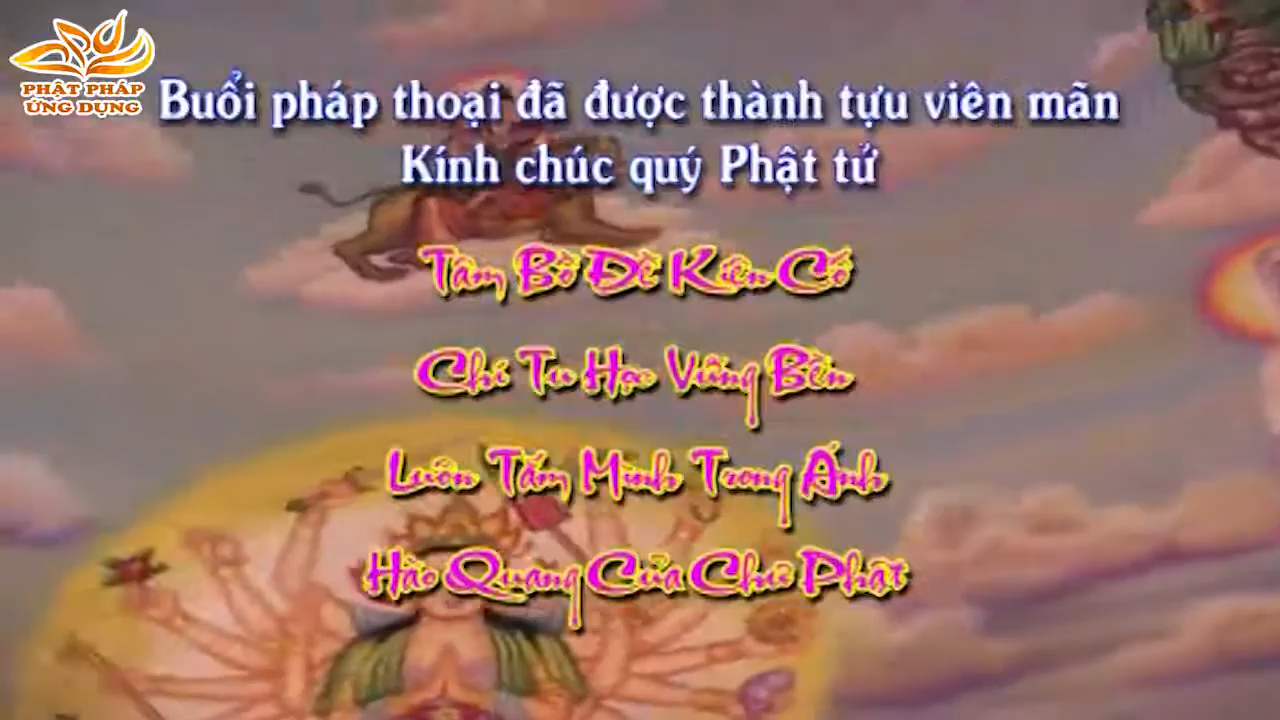 PHẬT PHÁP
ỨNG DỤNG
Buổi pháp thoại đã được thành tựu viên mãn
Kính chúc quý Phật tử
Tâm Bồ Đề Kiên Cố
Chí Tu Học Vững Bền
Luôn Tắm Mình Trong Ánh
Hào Quang Của Chư Phật